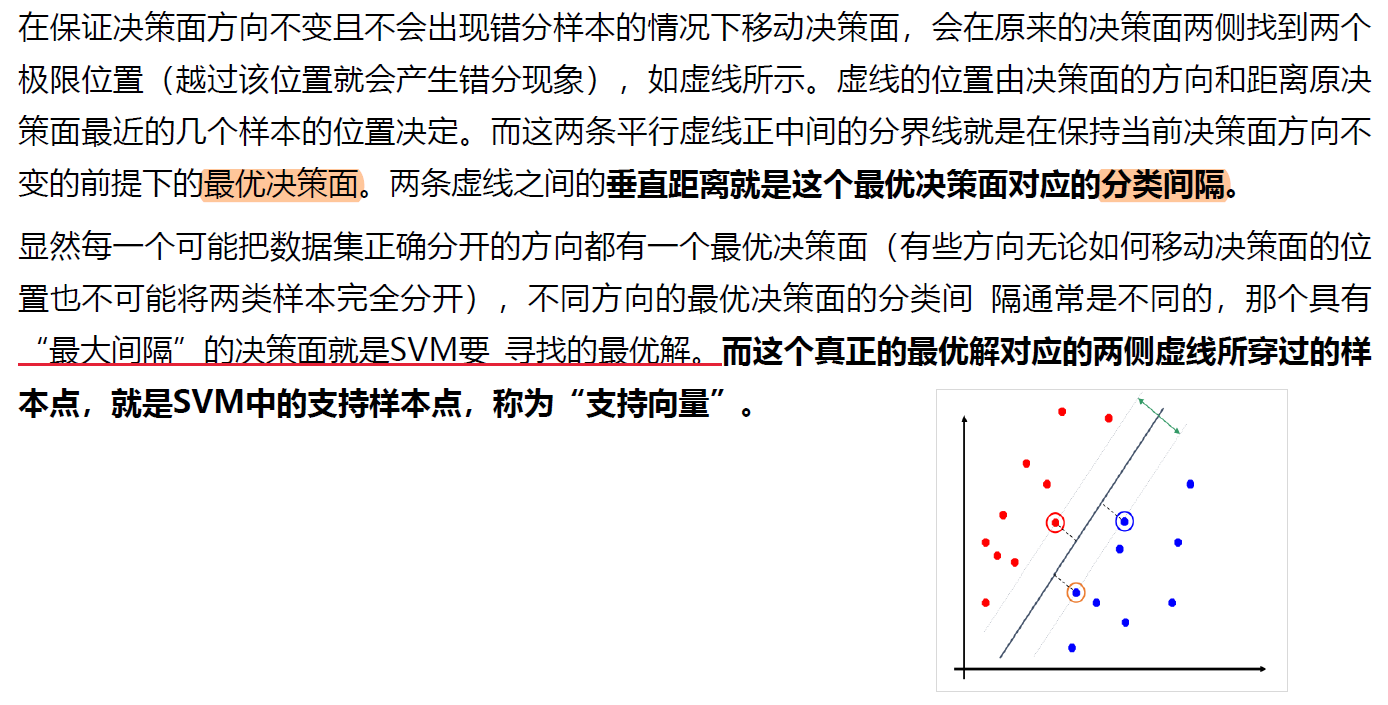 在保证决策面方向不变且不会出现错分样本的情况下移动决策面，会在原来的决策面两侧找到两个
极限位置（越过该位置就会产生错分现象），如虚线所示。虚线的位置由决策面的方向和距离原决
策面最近的几个样本的位置决定。而这两条平行虚线正中间的分界线就是在保持当前决策面方向不
变的前提下的最优决策面。两条虚线之间的垂直距离就是这个最优决策面对应的分类间隔。
显然每一个可能把数据集正确分开的方向都有一个最优决策面（有些方向无论如何移动决策面的位
置也不可能将两类样本完全分开），不同方向的最优决策面的分类间 隔通常是不同的，那个具有
“最大间隔”的决策面就是SVM要 寻找的最优解。而这个真正的最优解对应的两侧虚线所穿过的样
本点，就是SVM中的支持样本点，称为“支持向量”。